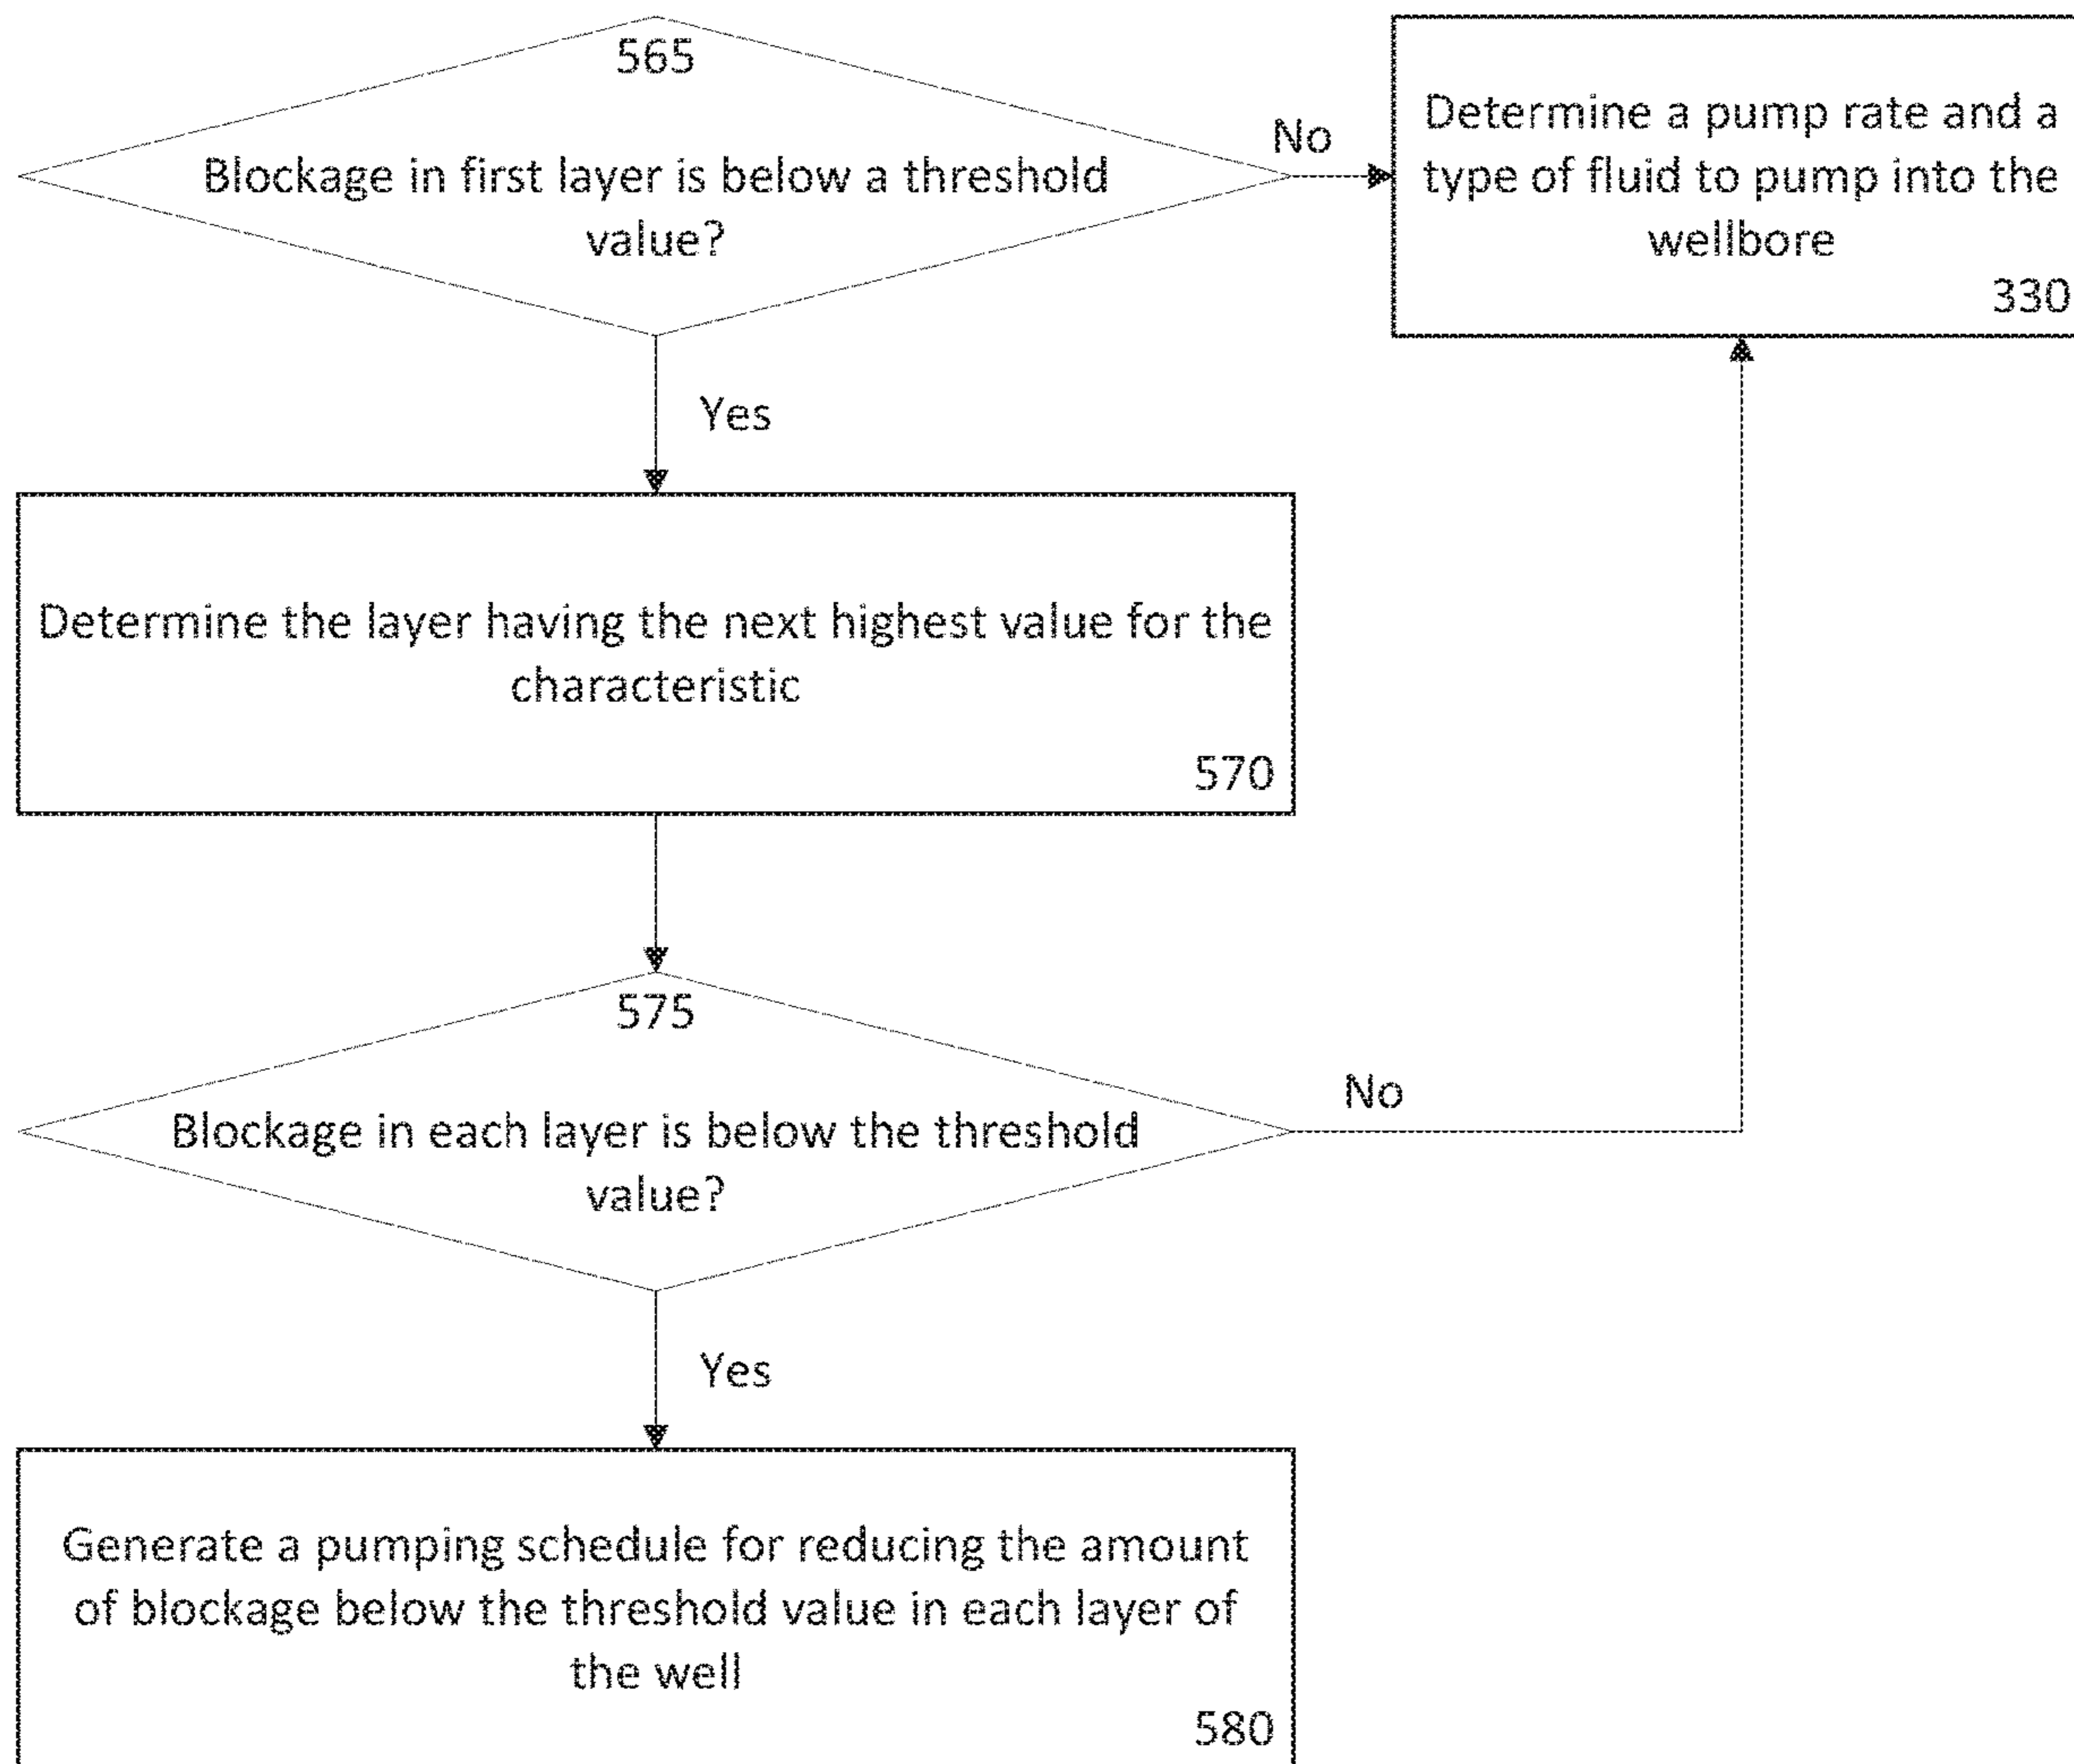 565
Blockage in first layer is below a threshold
value?
No
Determine a pump rate and a
type of fluid to pump into the
wellbore
330
Yes
Determine the layer having the next highest value for the
characteristic
570
575
Blockage in each layer is below the threshold
value?
No
Yes
Generate a pumping schedule for reducing the amount
of blockage below the threshold value in each layer of
the well
580